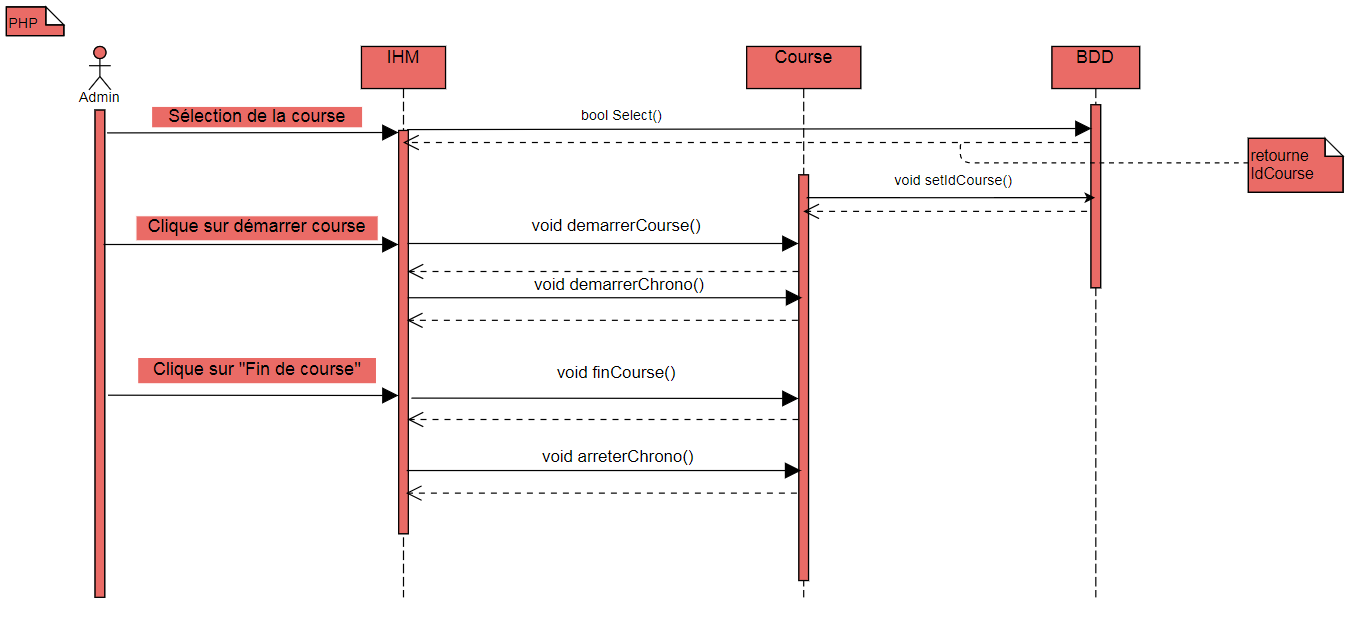 PHP
IHM
Course
BDD
Admin
Sélection de la course
bool Select()
retourne
IdCourse
void setIdCourse()
Clique sur démarrer course
void demarrerCourse()
void demarrerChrono()
Clique sur "Fin de course"
void finCourse()
void arreterChrono()